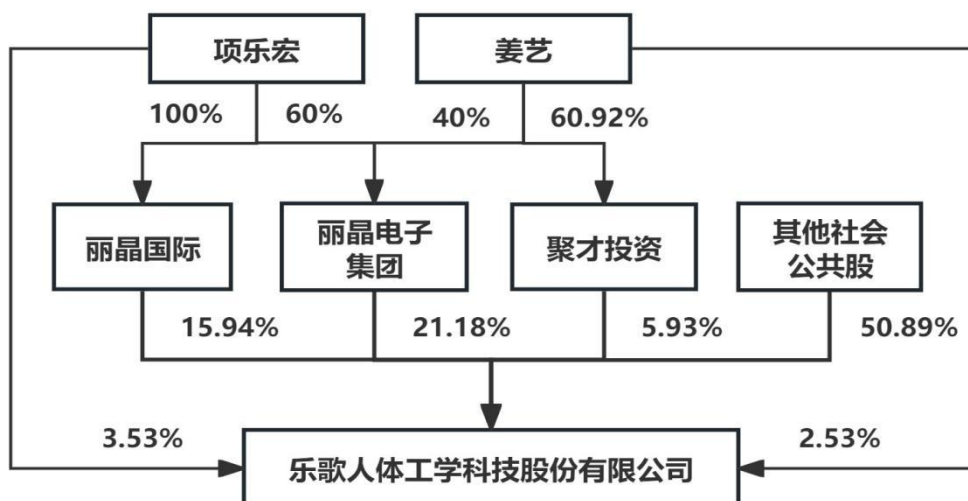 项乐宏
姜艺
100%
60%
40%
60.92%
丽晶国际
丽晶电子
集团
聚才投资
其他社会
公共股
15.94%
21.18%
5.93%
50.89%
3.53%
2.53%
乐歌人体工学科技股份有限公司